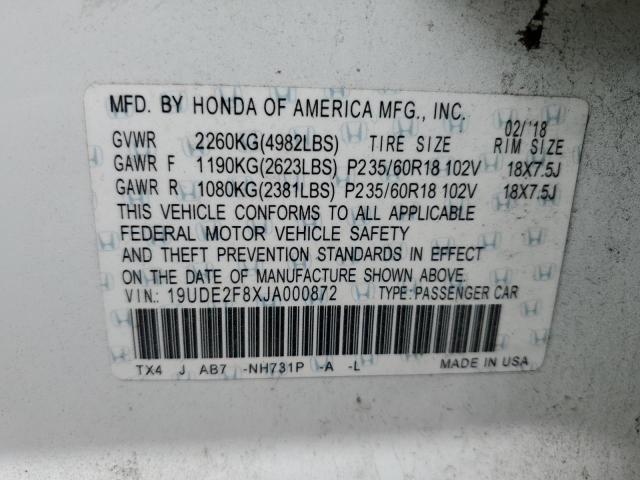 MFD. BY HONDA OF AMERICA MFG., INC. 02/'18
GVWR 2260KG(4982LBS) TIRE SIZE RIM SIZE
GAWR F 1190KG(2623LBS) P235/60R18 102V 18X7.5J
GAWR R 1080KG(2381LBS) P235/60R18 102V 18X7.5J
THIS VEHICLE CONFORMS TO ALL APPLICABLE
FEDERAL MOTOR VEHICLE SAFETY
AND THEFT PREVENTION STANDARDS IN EFFECT
ON THE DATE OF MANUFACTURE SHOWN ABOVE.
VIN: 19UDE2F8XJA000872 TYPE:PASSENGER CAR
TX4 J AB7 -NH731P -A -L MADE IN USA